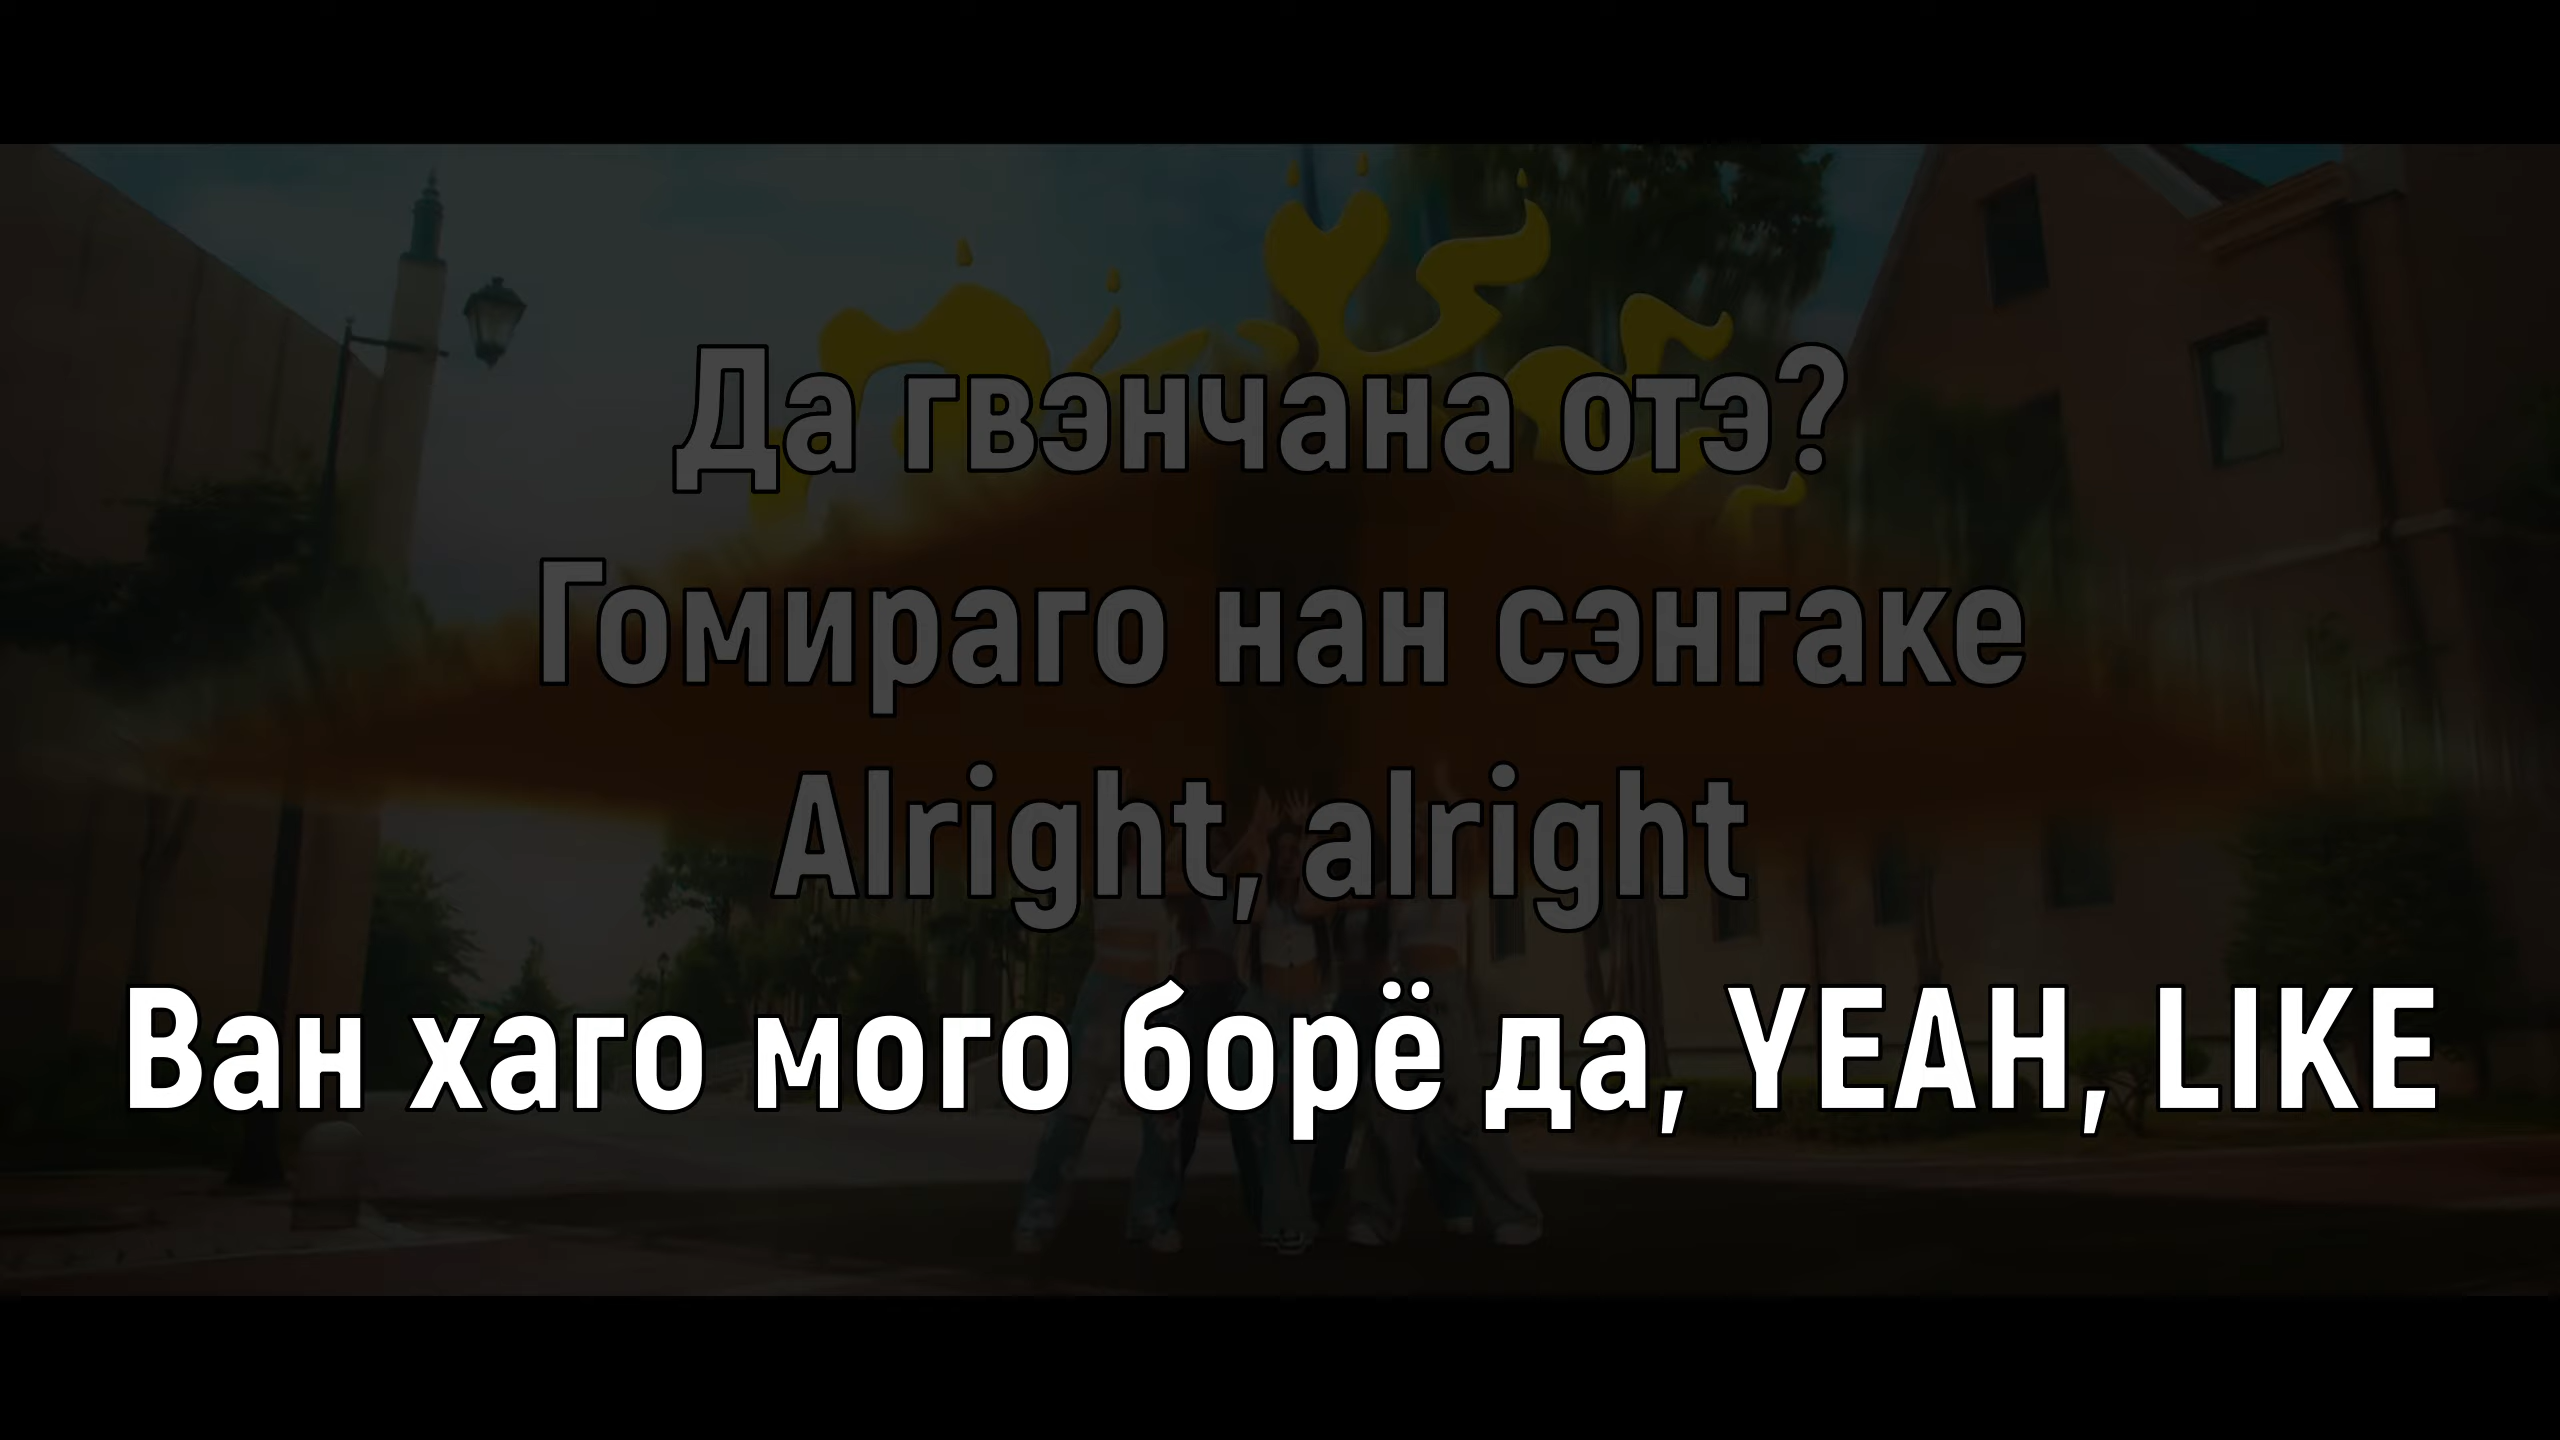 Да гвэнчана отэ?
Гомираго нан сэнгаке
Alright, alright
Ван хаго мого борё да, YEAH, LIKE